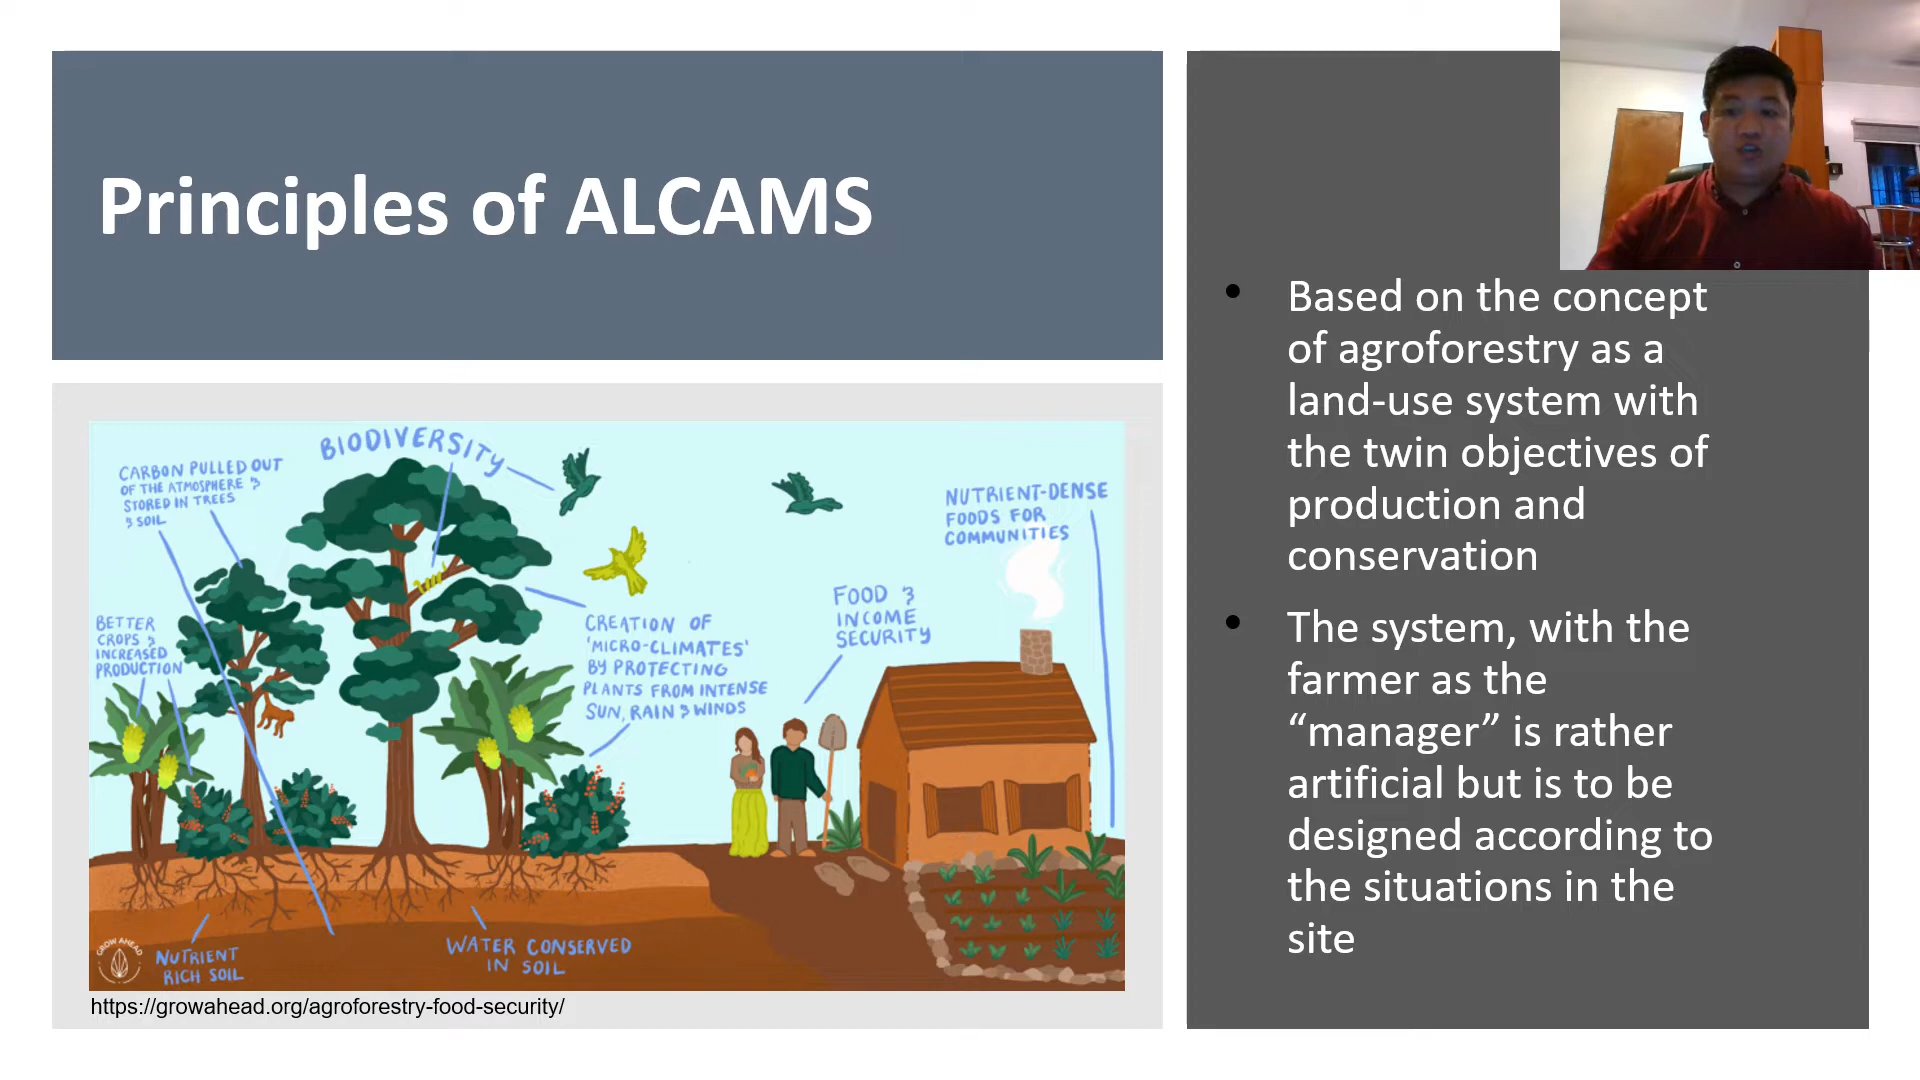 Principles of ALCAMS
BIODIVERSITY
CARBON PULLED OUT
OF THE ATMOSPHERE &
STORED IN TREES
& SOIL
NUTRIENT-DENSE
FOODS FOR
COMMUNITIES
FOOD &
INCOME
SECURITY
BETTER
CROPS &
INCREASED
PRODUCTION
CREATION OF
'MICRO-CLIMATES'
BY PROTECTING
PLANTS FROM INTENSE
SUN, RAIN & WINDS
GROW AHEAD
NUTRIENT
RICH SOIL
WATER CONSERVED
IN SOIL
https://growahead.org/agroforestry-food-security/
• Based on the concept
of agroforestry as a
land-use system with
the twin objectives of
production and
conservation
• The system, with the
farmer as the
“manager” is rather
artificial but is to be
designed according to
the situations in the
site